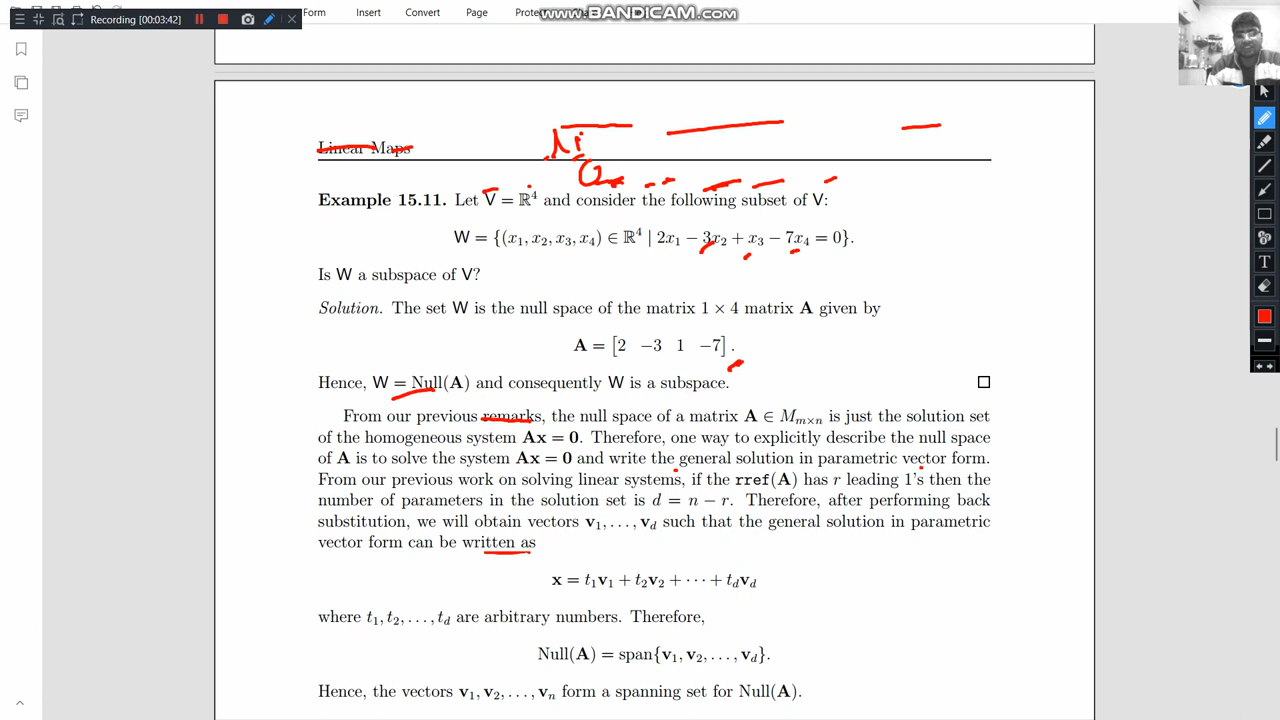 Recording [00:03:42]
Form Insert Convert Page Prote
www.BANDICAM.com
Linear Maps
Example 15.11. Let V = ℝ⁴ and consider the following subset of V:
W = {(x₁, x₂, x₃, x₄) ∈ ℝ⁴ | 2x₁ − 3x₂ + x₃ − 7x₄ = 0}.
Is W a subspace of V?
Solution. The set W is the null space of the matrix 1 × 4 matrix A given by
A = [2 −3 1 −7].
Hence, W = Null(A) and consequently W is a subspace. □
From our previous remarks, the null space of a matrix A ∈ Mₘ×ₙ is just the solution set
of the homogeneous system Ax = 0. Therefore, one way to explicitly describe the null space
of A is to solve the system Ax = 0 and write the general solution in parametric vector form.
From our previous work on solving linear systems, if the rref(A) has r leading 1's then the
number of parameters in the solution set is d = n − r. Therefore, after performing back
substitution, we will obtain vectors v₁, . . . , v_d such that the general solution in parametric
vector form can be written as
x = t₁v₁ + t₂v₂ + · · · + t_dv_d
where t₁, t₂, . . . , t_d are arbitrary numbers. Therefore,
Null(A) = span{v₁, v₂, . . . , v_d}.
Hence, the vectors v₁, v₂, . . . , vₙ form a spanning set for Null(A).